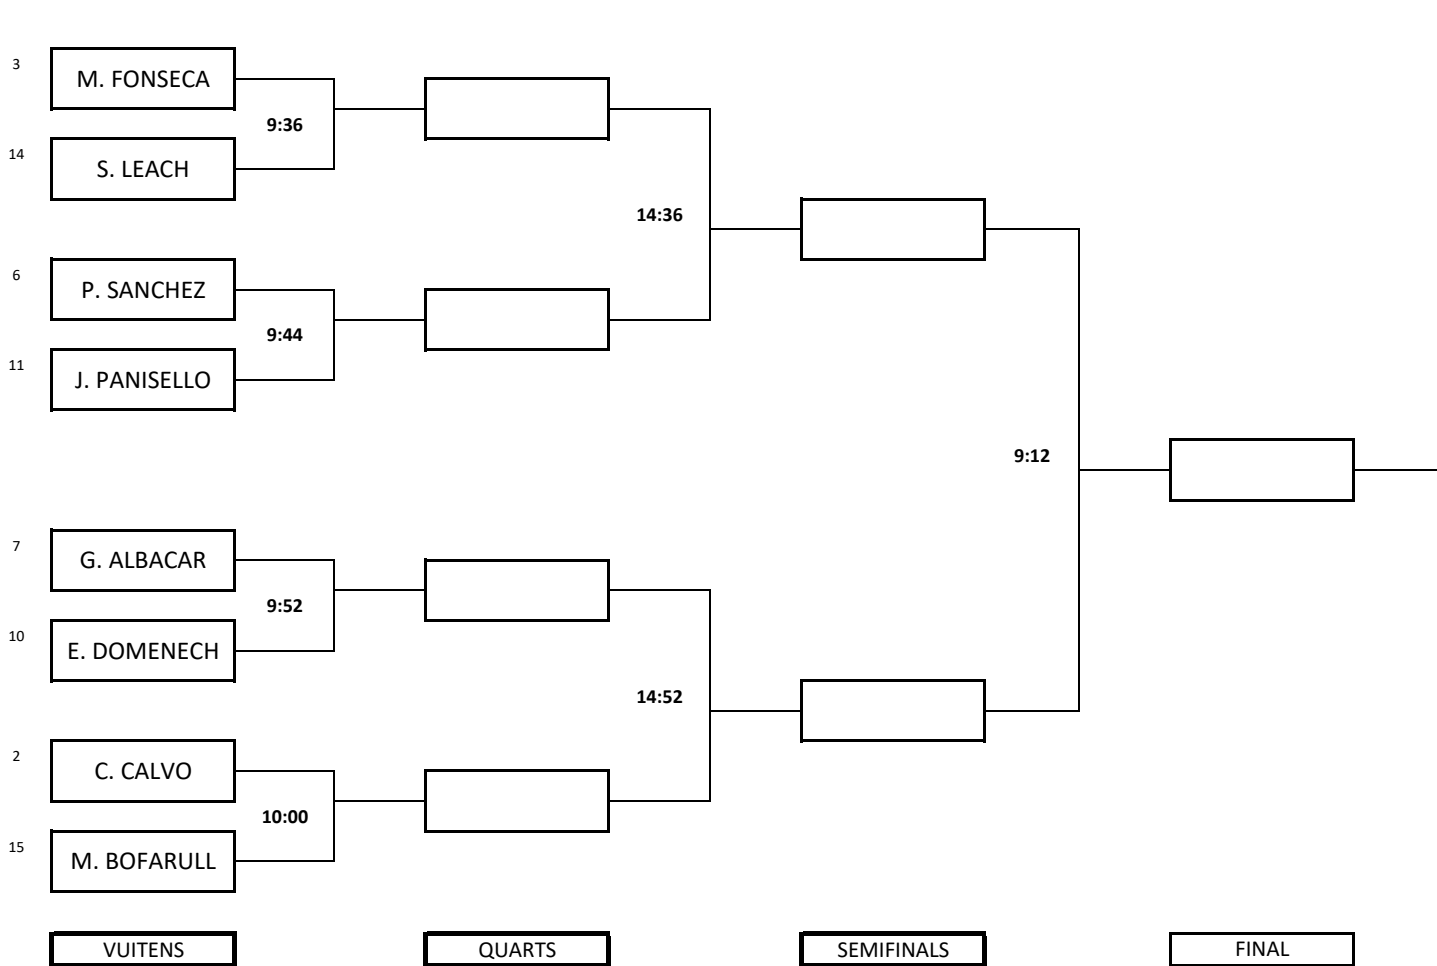 3
M. FONSECA
9:36
14
S. LEACH
14:36
6
P. SANCHEZ
9:44
11
J. PANISELLO
9:12
7
G. ALBACAR
9:52
10
E. DOMENECH
14:52
2
C. CALVO
10:00
15
M. BOFARULL
VUITENS
QUARTS
SEMIFINALS
FINAL